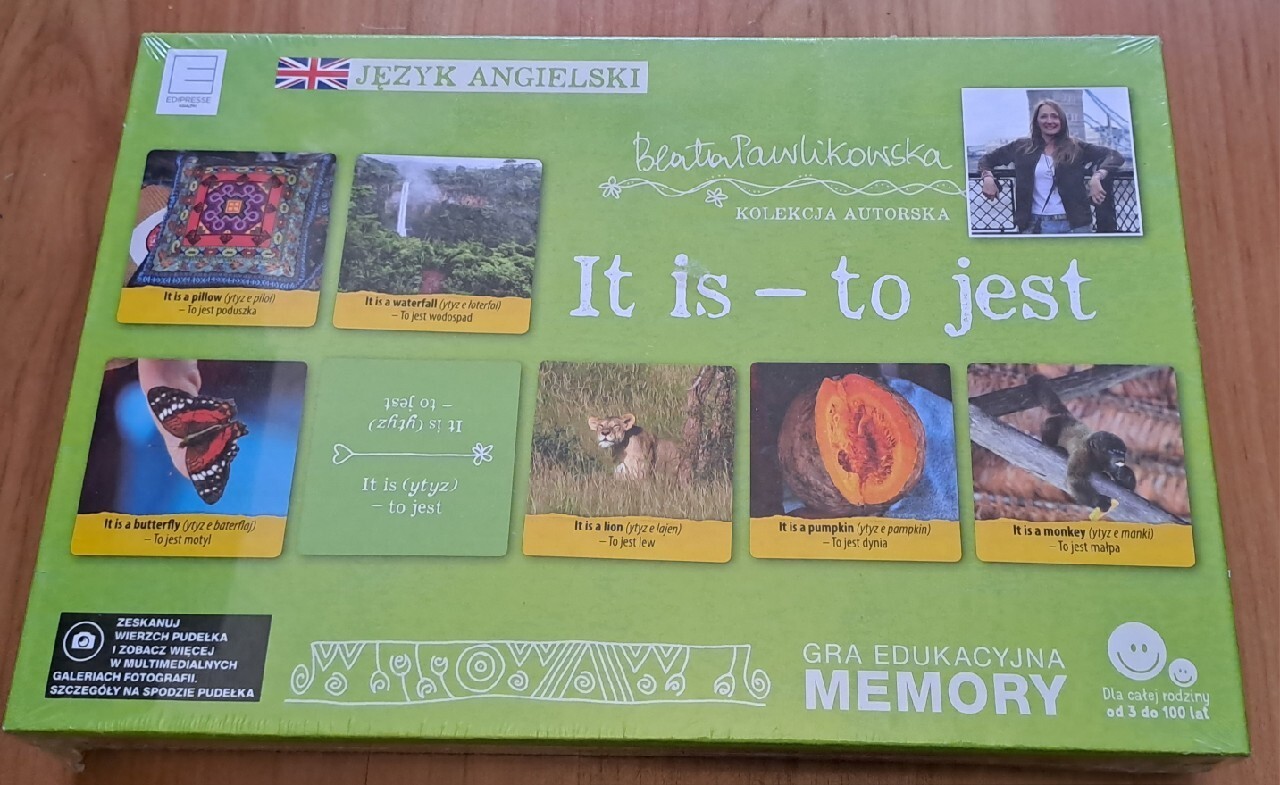 EDIPRESSE
KSIĄŻKI
JĘZYK ANGIELSKI
Beata Pawlikowska
KOLEKCJA AUTORSKA
It is – to jest
It is a pillow (ytyz e piloł)
– To jest poduszka
It is a waterfall (ytyz e łoterfol)
– To jest wodospad
It is a butterfly (ytyz e baterflaj)
– To jest motyl
It is (ytyz)
– to jest
It is (ytyz)
– to jest
It is a lion (ytyz e lajen)
– To jest lew
It is a pumpkin (ytyz e pampkin)
– To jest dynia
It is a monkey (ytyz e manki)
– To jest małpa
ZESKANUJ
WIERZCH PUDEŁKA
I ZOBACZ WIĘCEJ
W MULTIMEDIALNYCH
GALERIACH FOTOGRAFII.
SZCZEGÓŁY NA SPODZIE PUDEŁKA
GRA EDUKACYJNA
MEMORY
Dla całej rodziny
od 3 do 100 lat